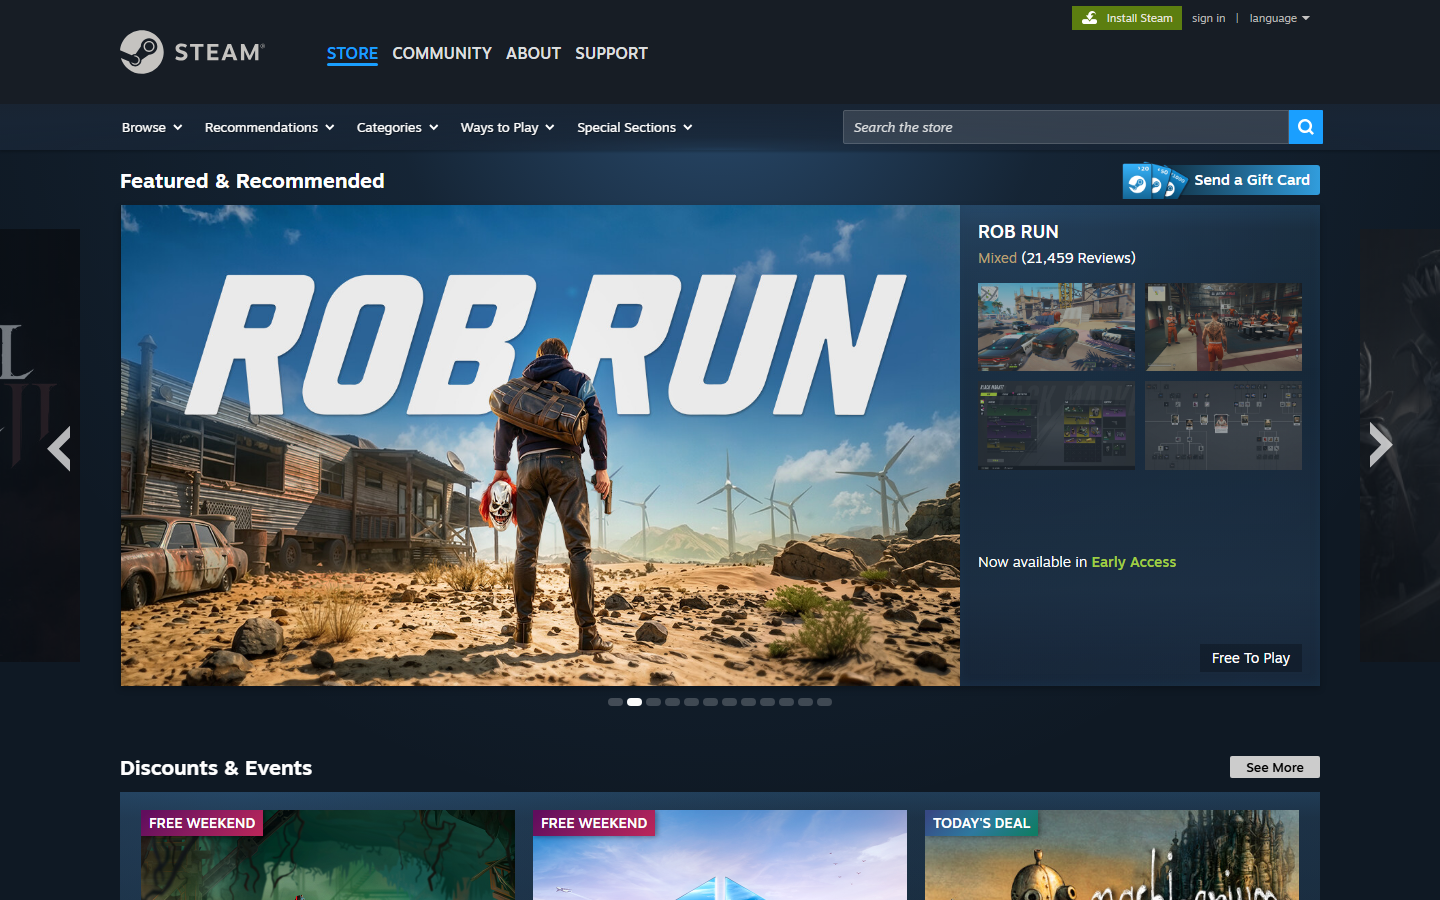 Install Steam
sign in | language
STEAM
STORE COMMUNITY ABOUT SUPPORT
Browse Recommendations Categories Ways to Play Special Sections
Search the store
Featured & Recommended
Send a Gift Card
ROB RUN
ROB RUN
Mixed (21,459 Reviews)
Now available in Early Access
Free To Play
Discounts & Events
See More
FREE WEEKEND
FREE WEEKEND
TODAY'S DEAL